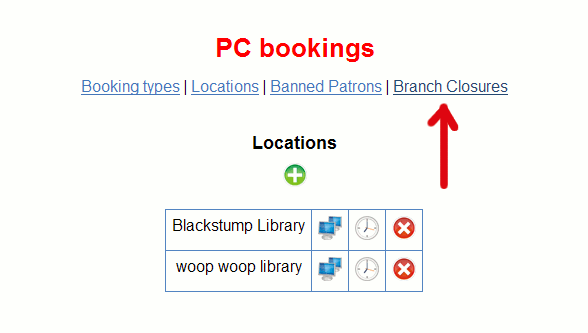 PC bookings
Booking types | Locations | Banned Patrons | Branch Closures
Locations
Blackstump Library
woop woop library